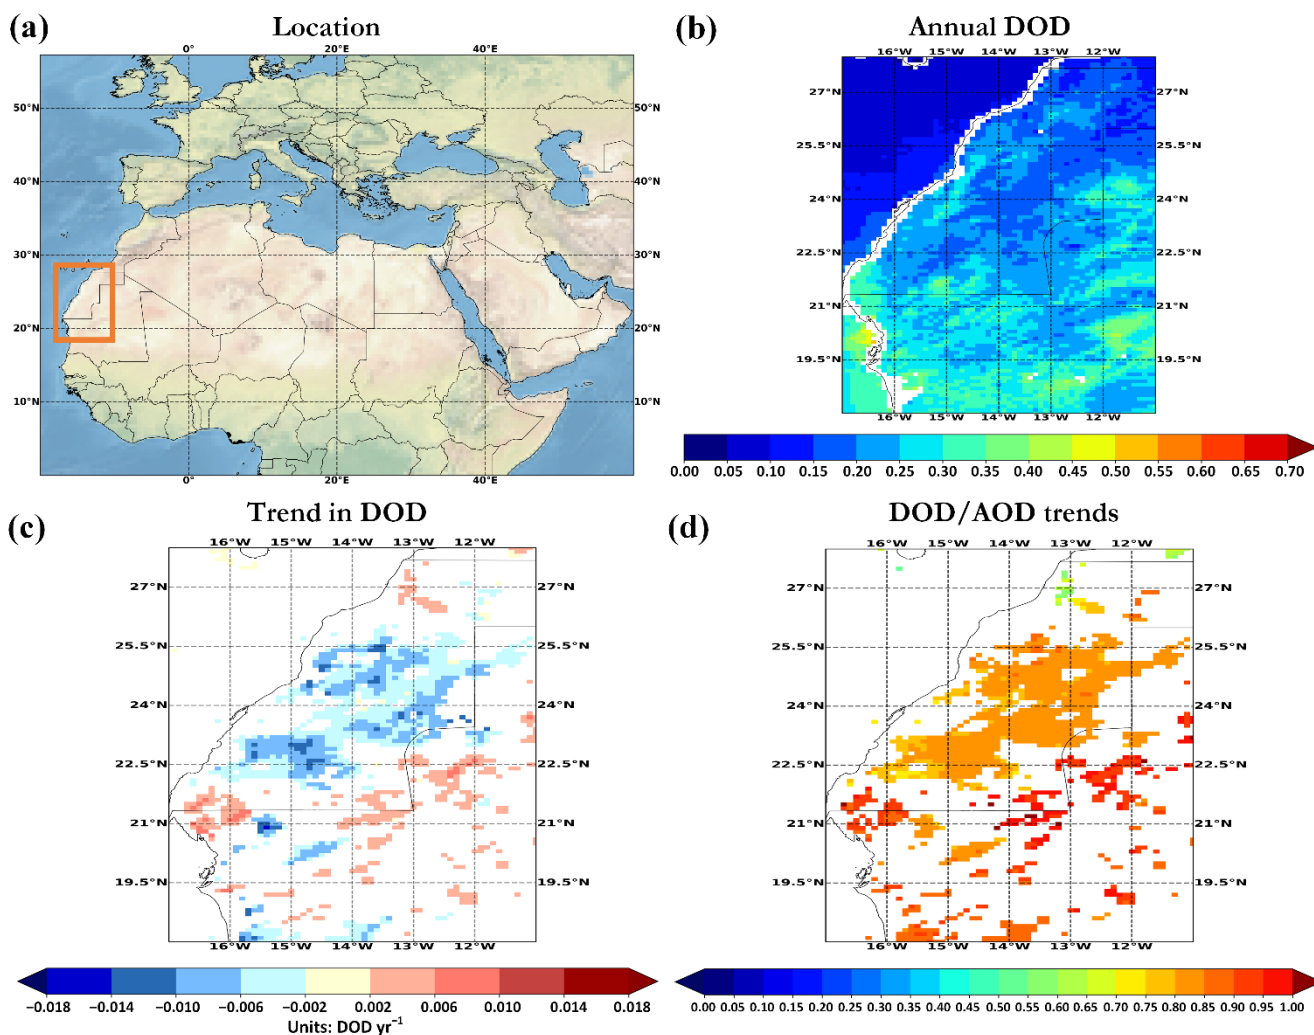 (a) Location
0° 20°E 40°E
50°N 50°N
40°N 40°N
30°N 30°N
20°N 20°N
10°N 10°N
0° 20°E 40°E
(b) Annual DOD
16°W 15°W 14°W 13°W 12°W
27°N 27°N
25.5°N 25.5°N
24°N 24°N
22.5°N 22.5°N
21°N 21°N
19.5°N 19.5°N
16°W 15°W 14°W 13°W 12°W
0.00 0.05 0.10 0.15 0.20 0.25 0.30 0.35 0.40 0.45 0.50 0.55 0.60 0.65 0.70
(c) Trend in DOD
16°W 15°W 14°W 13°W 12°W
27°N 27°N
25.5°N 25.5°N
24°N 24°N
22.5°N 22.5°N
21°N 21°N
19.5°N 19.5°N
16°W 15°W 14°W 13°W 12°W
−0.018 −0.014 −0.010 −0.006 −0.002 0.002 0.006 0.010 0.014 0.018
Units: DOD yr⁻¹
(d) DOD/AOD trends
16°W 15°W 14°W 13°W 12°W
27°N 27°N
25.5°N 25.5°N
24°N 24°N
22.5°N 22.5°N
21°N 21°N
19.5°N 19.5°N
16°W 15°W 14°W 13°W 12°W
0.00 0.05 0.10 0.15 0.20 0.25 0.30 0.35 0.40 0.45 0.50 0.55 0.60 0.65 0.70 0.75 0.80 0.85 0.90 0.95 1.00